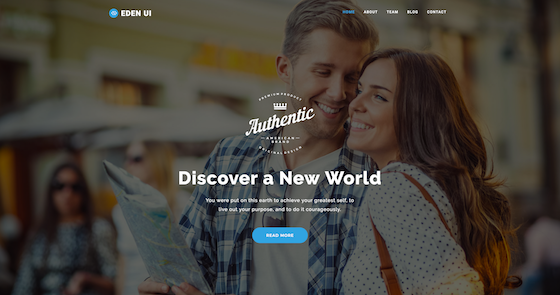 EDEN UI
HOME ABOUT TEAM BLOG CONTACT
PREMIUM PRODUCT
Authentic
AMERICAN
BRAND
ORIGINAL DESIGN
Discover a New World
You were put on this earth to achieve your greatest self, to
live out your purpose, and to do it courageously.
READ MORE